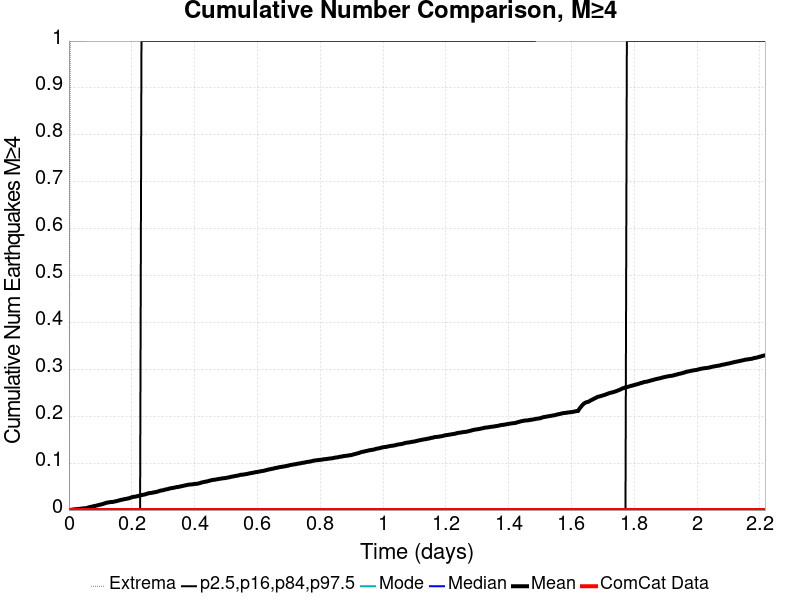 Cumulative Number Comparison, M≥4
Cumulative Num Earthquakes M≥4
1
0.9
0.8
0.7
0.6
0.5
0.4
0.3
0.2
0.1
0
0 0.2 0.4 0.6 0.8 1 1.2 1.4 1.6 1.8 2 2.2
Time (days)
Extrema p2.5,p16,p84,p97.5 Mode Median Mean ComCat Data